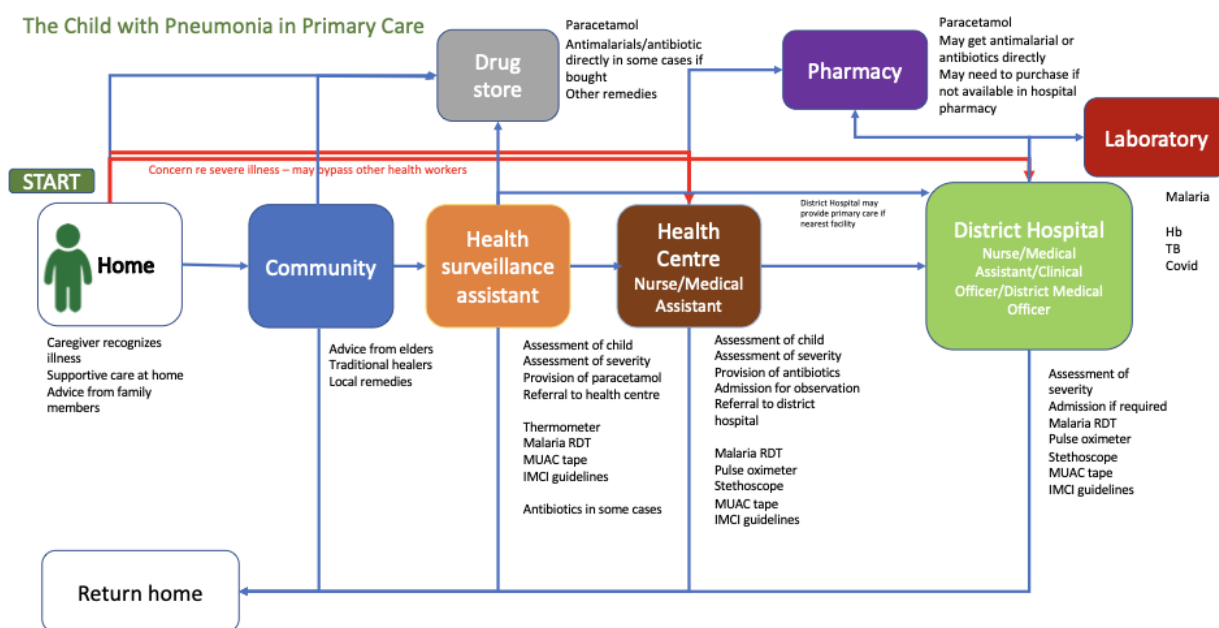 The Child with Pneumonia in Primary Care
Drug
store
Paracetamol
Antimalarials/antibiotic
directly in some cases if
bought
Other remedies
Pharmacy
Paracetamol
May get antimalarial or
antibiotics directly
May need to purchase if
not available in hospital
pharmacy
Laboratory
Malaria
Hb
TB
Covid
START
Concern re severe illness – may bypass other health workers
Home
Caregiver recognizes
illness
Supportive care at home
Advice from family
members
Community
Advice from elders
Traditional healers
Local remedies
Health
surveillance
assistant
Assessment of child
Assessment of severity
Provision of paracetamol
Referral to health centre
Thermometer
Malaria RDT
MUAC tape
IMCI guidelines
Antibiotics in some cases
Health
Centre
Nurse/Medical
Assistant
Assessment of child
Assessment of severity
Provision of antibiotics
Admission for observation
Referral to district
hospital
Malaria RDT
Pulse oximeter
Stethoscope
MUAC tape
IMCI guidelines
District Hospital may
provide primary care if
nearest facility
District Hospital
Nurse/Medical
Assistant/Clinical
Officer/District Medical
Officer
Assessment of
severity
Admission if required
Malaria RDT
Pulse oximeter
Stethoscope
MUAC tape
IMCI guidelines
Return home